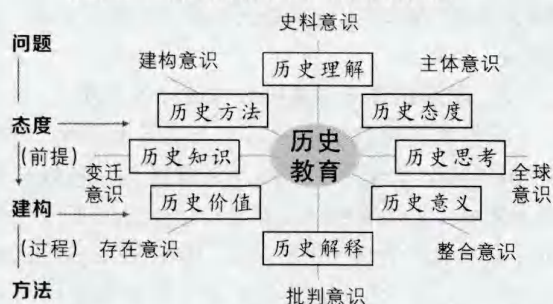 史料意识
问题
建构意识
历史理解
主体意识
历史方法
历史态度
态度
(前提)
历史知识
历史
教育
历史思考
变迁
意识
全球
意识
建构
历史价值
历史意义
(过程)
存在意识
历史解释
整合意识
方法
批判意识